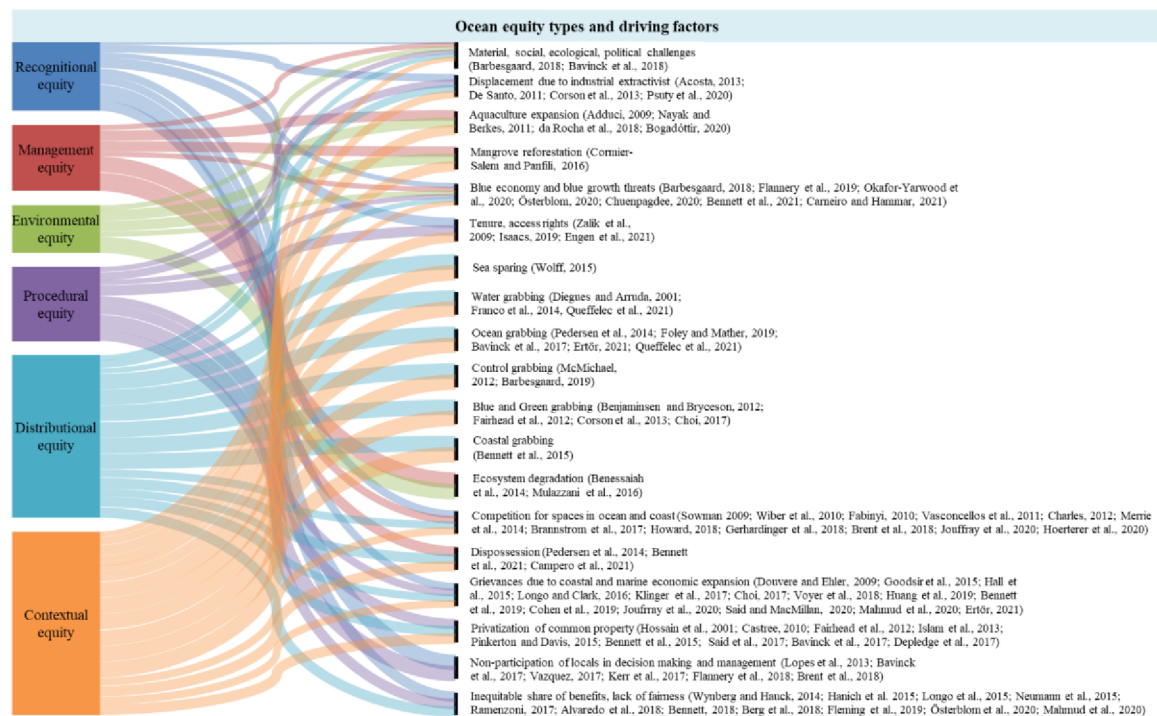 Ocean equity types and driving factors
Recognitional
equity
Management
equity
Environmental
equity
Procedural
equity
Distributional
equity
Contextual
equity
Material, social, ecological, political challenges
(Barbesgaard, 2018; Bavinck et al., 2018)
Displacement due to industrial extractivist (Acosta, 2013;
De Santo, 2011; Corson et al., 2013; Psuty et al., 2020)
Aquaculture expansion (Adduci, 2009; Nayak and
Berkes, 2011; da Rocha et al., 2018; Bogadóttir, 2020)
Mangrove reforestation (Cormier-
Salem and Panfili, 2016)
Blue economy and blue growth threats (Barbesgaard, 2018; Flannery et al., 2019; Okafor-Yarwood et
al., 2020; Österblom, 2020; Chuenpagdee, 2020; Bennett et al., 2021; Carneiro and Hammar, 2021)
Tenure, access rights (Zalik et al.,
2009; Isaacs, 2019; Engen et al., 2021)
Sea sparing (Wolff, 2015)
Water grabbing (Diegues and Arruda, 2001;
Franco et al., 2014, Queffelec et al., 2021)
Ocean grabbing (Pedersen et al., 2014; Foley and Mather, 2019;
Bavinck et al., 2017; Ertör, 2021; Queffelec et al., 2021)
Control grabbing (McMichael,
2012; Barbesgaard, 2019)
Blue and Green grabbing (Benjaminsen and Bryceson, 2012;
Fairhead et al., 2012; Corson et al., 2013; Choi, 2017)
Coastal grabbing
(Bennett et al., 2015)
Ecosystem degradation (Benessaiah
et al., 2014; Mulazzani et al., 2016)
Competition for spaces in ocean and coast (Sowman 2009; Wiber et al., 2010; Fabinyi, 2010; Vasconcellos et al., 2011; Charles, 2012; Merrie
et al., 2014; Brannstrom et al., 2017; Howard, 2018; Gerhardinger et al., 2018; Brent et al., 2018; Jouffray et al., 2020; Hoerterer et al., 2020)
Dispossession (Pedersen et al., 2014; Bennett
et al., 2021; Campero et al., 2021)
Grievances due to coastal and marine economic expansion (Douvere and Ehler, 2009; Goodsir et al., 2015; Hall et
al., 2015; Longo and Clark, 2016; Klinger et al., 2017; Choi, 2017; Voyer et al., 2018; Huang et al., 2019; Bennett
et al., 2019; Cohen et al., 2019; Joufrray et al., 2020; Said and MacMillan, 2020; Mahmud et al., 2020; Ertör, 2021)
Privatization of common property (Hossain et al., 2001; Castree, 2010; Fairhead et al., 2012; Islam et al., 2013;
Pinkerton and Davis, 2015; Bennett et al., 2015; Said et al., 2017; Bavinck et al., 2017; Depledge et al., 2017)
Non-participation of locals in decision making and management (Lopes et al., 2013; Bavinck
et al., 2017; Vazquez, 2017; Kerr et al., 2017; Flannery et al., 2018; Brent et al., 2018)
Inequitable share of benefits, lack of fairness (Wynberg and Hauck, 2014; Hanich et al. 2015; Longo et al., 2015; Neumann et al., 2015;
Ramenzoni, 2017; Alvaredo et al., 2018; Bennett, 2018; Berg et al., 2018; Fleming et al., 2019; Österblom et al., 2020; Mahmud et al., 2020)